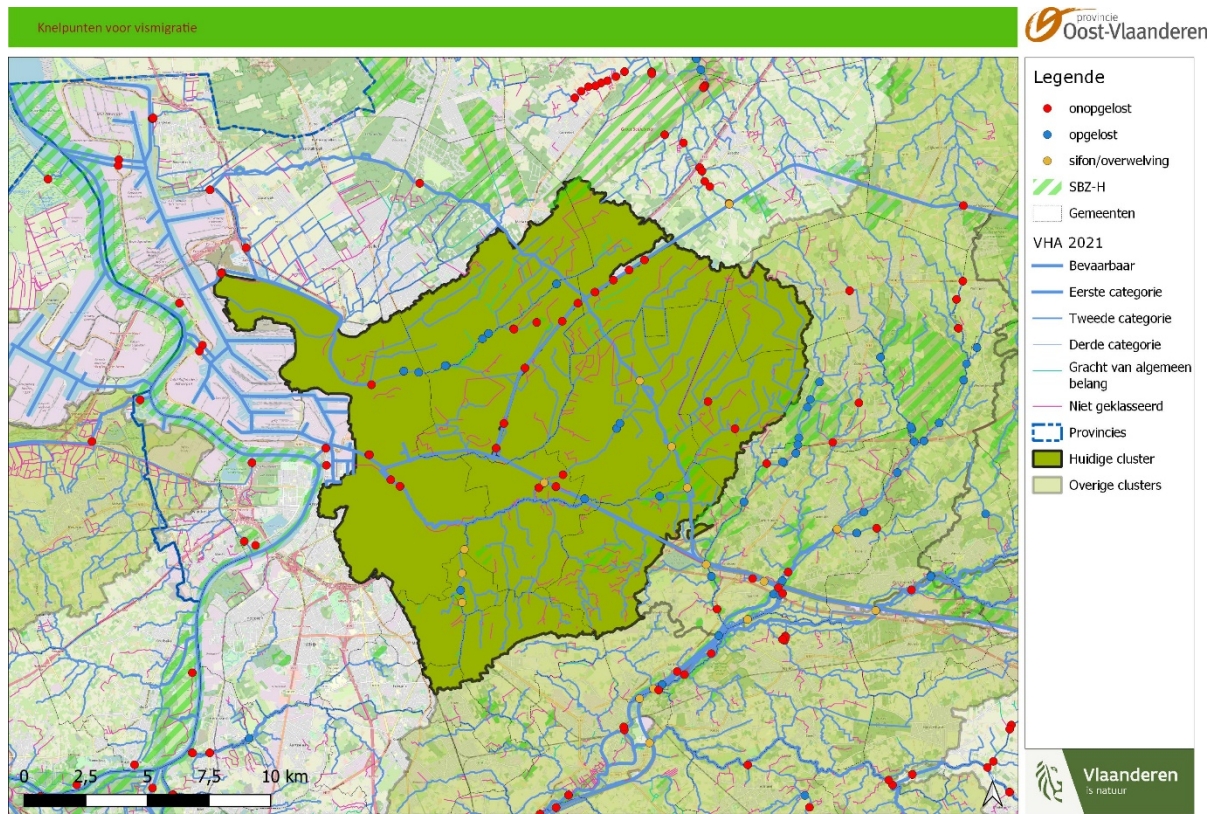 Knelpunten voor vismigratie
provincie
Oost-Vlaanderen
Legende
onopgelost
opgelost
sifon/overwelving
SBZ-H
Gemeenten
VHA 2021
Bevaarbaar
Eerste categorie
Tweede categorie
Derde categorie
Gracht van algemeen
belang
Niet geklasseerd
Provincies
Huidige cluster
Overige clusters
0 2,5 5 7,5 10 km
Vlaanderen
is natuur